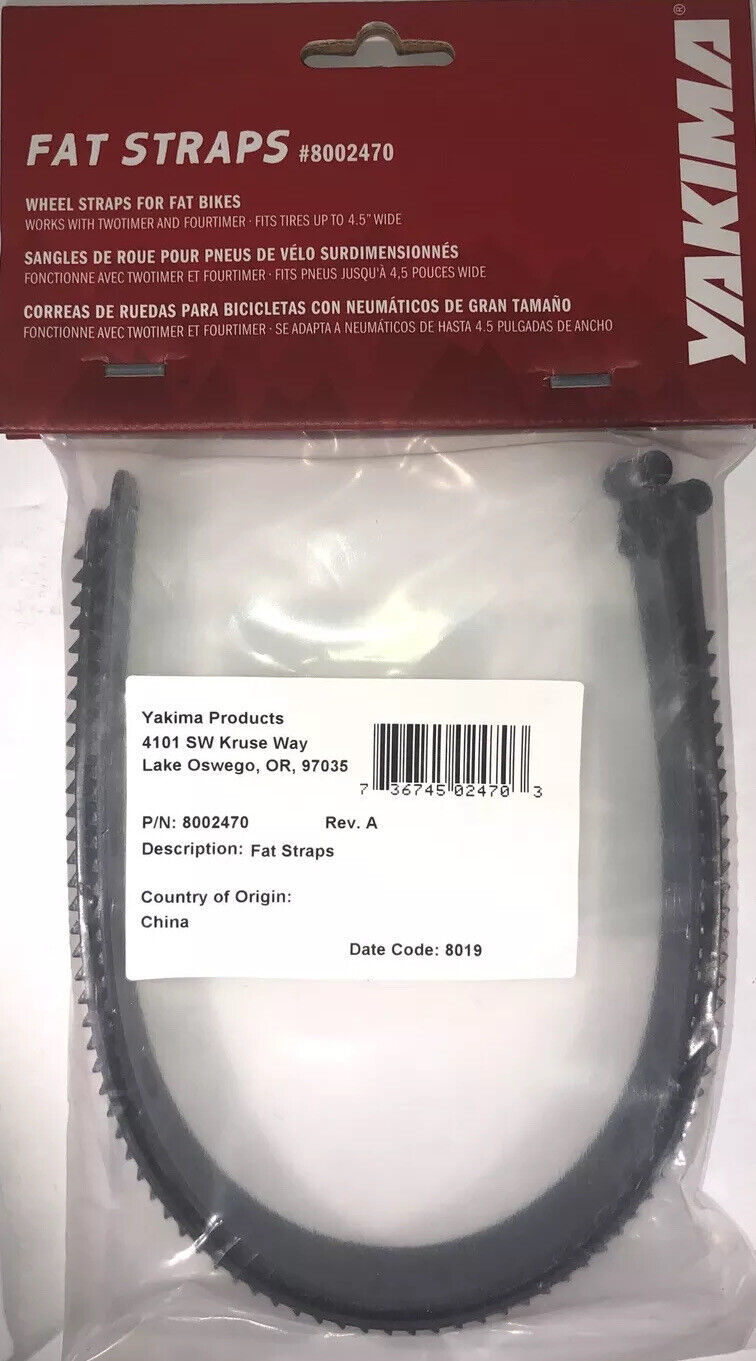 YAKIMA®
FAT STRAPS #8002470
WHEEL STRAPS FOR FAT BIKES
WORKS WITH TWOTIMER AND FOURTIMER · FITS TIRES UP TO 4.5" WIDE
SANGLES DE ROUE POUR PNEUS DE VÉLO SURDIMENSIONNÉS
FONCTIONNE AVEC TWOTIMER ET FOURTIMER · FITS PNEUS JUSQU'À 4,5 POUCES WIDE
CORREAS DE RUEDAS PARA BICICLETAS CON NEUMÁTICOS DE GRAN TAMAÑO
FONCTIONNE AVEC TWOTIMER ET FOURTIMER · SE ADAPTA A NEUMÁTICOS DE HASTA 4.5 PULGADAS DE ANCHO
Yakima Products
4101 SW Kruse Way
Lake Oswego, OR, 97035
7 36745 02470 3
P/N: 8002470 Rev. A
Description: Fat Straps
Country of Origin:
China
Date Code: 8019